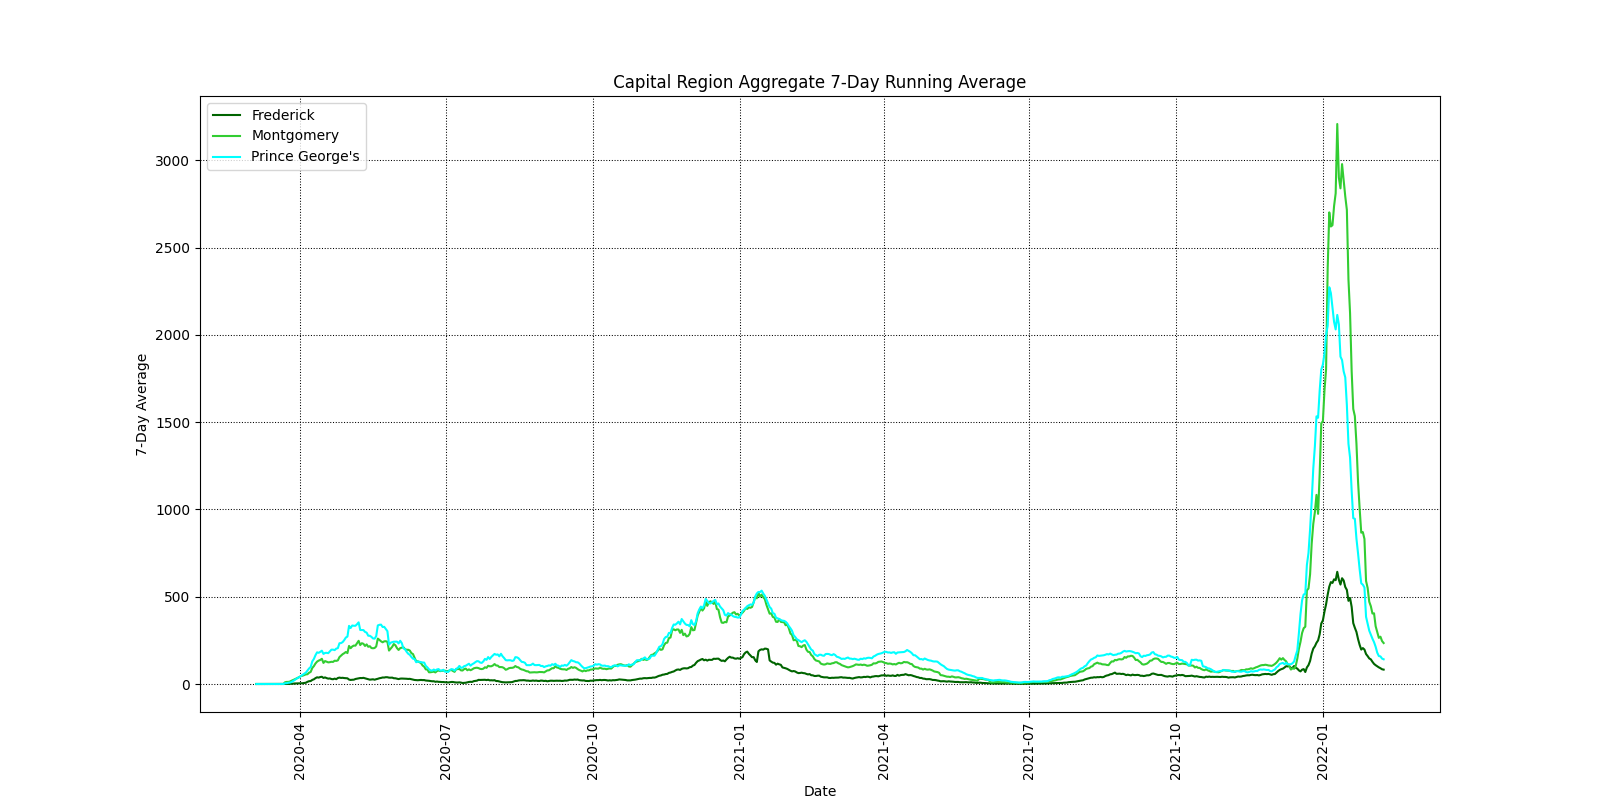 Capital Region Aggregate 7-Day Running Average
Frederick
Montgomery
Prince George's
3000
2500
2000
1500
1000
500
0
7-Day Average
2020-04
2020-07
2020-10
2021-01
2021-04
2021-07
2021-10
2022-01
Date